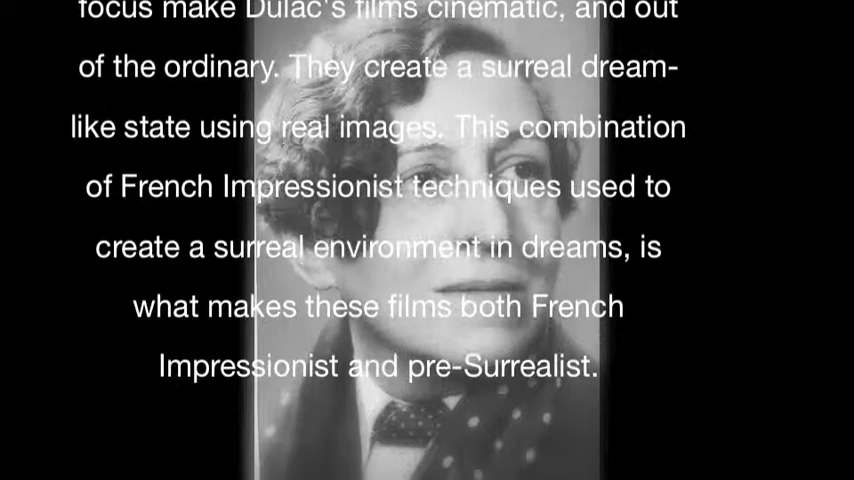 focus make Dulac's films cinematic, and out
of the ordinary. They create a surreal dream-
like state using real images. This combination
of French Impressionist techniques used to
create a surreal environment in dreams, is
what makes these films both French
Impressionist and pre-Surrealist.